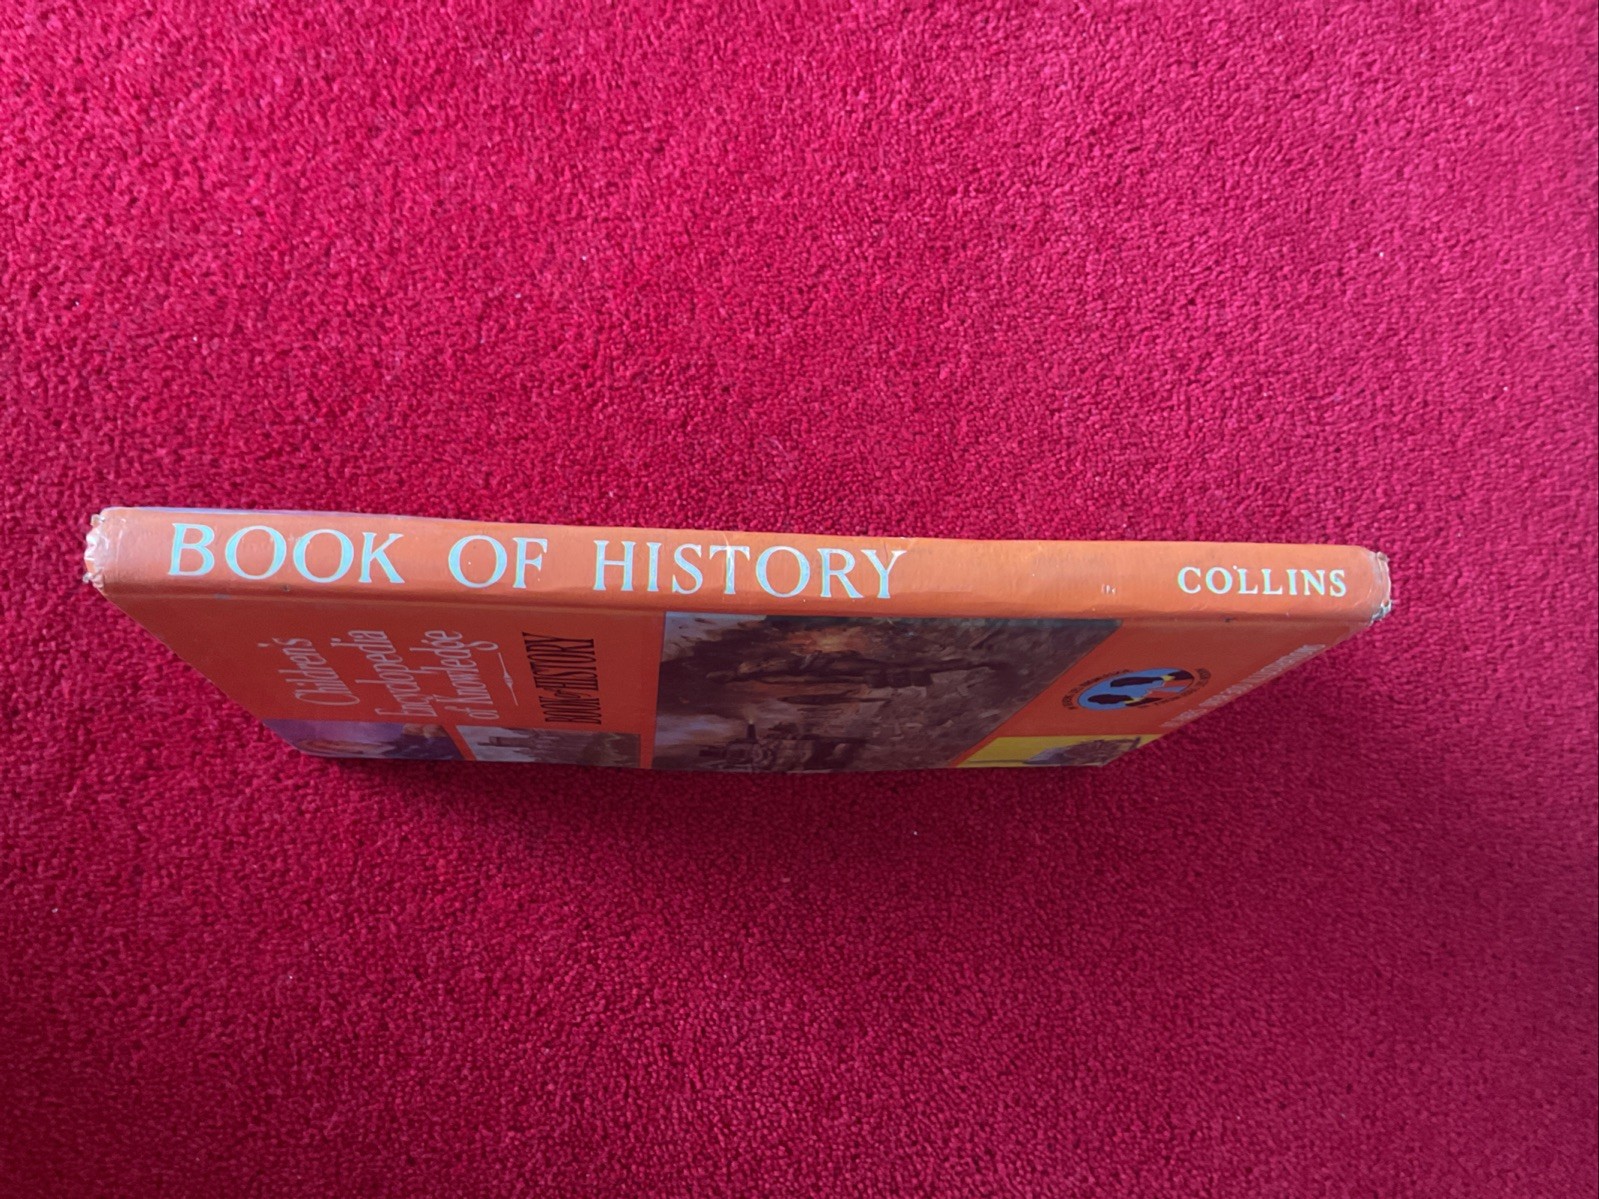 BOOK OF HISTORY
COLLINS
Children's
Encyclopedia
of Knowledge
BOOK of HISTORY